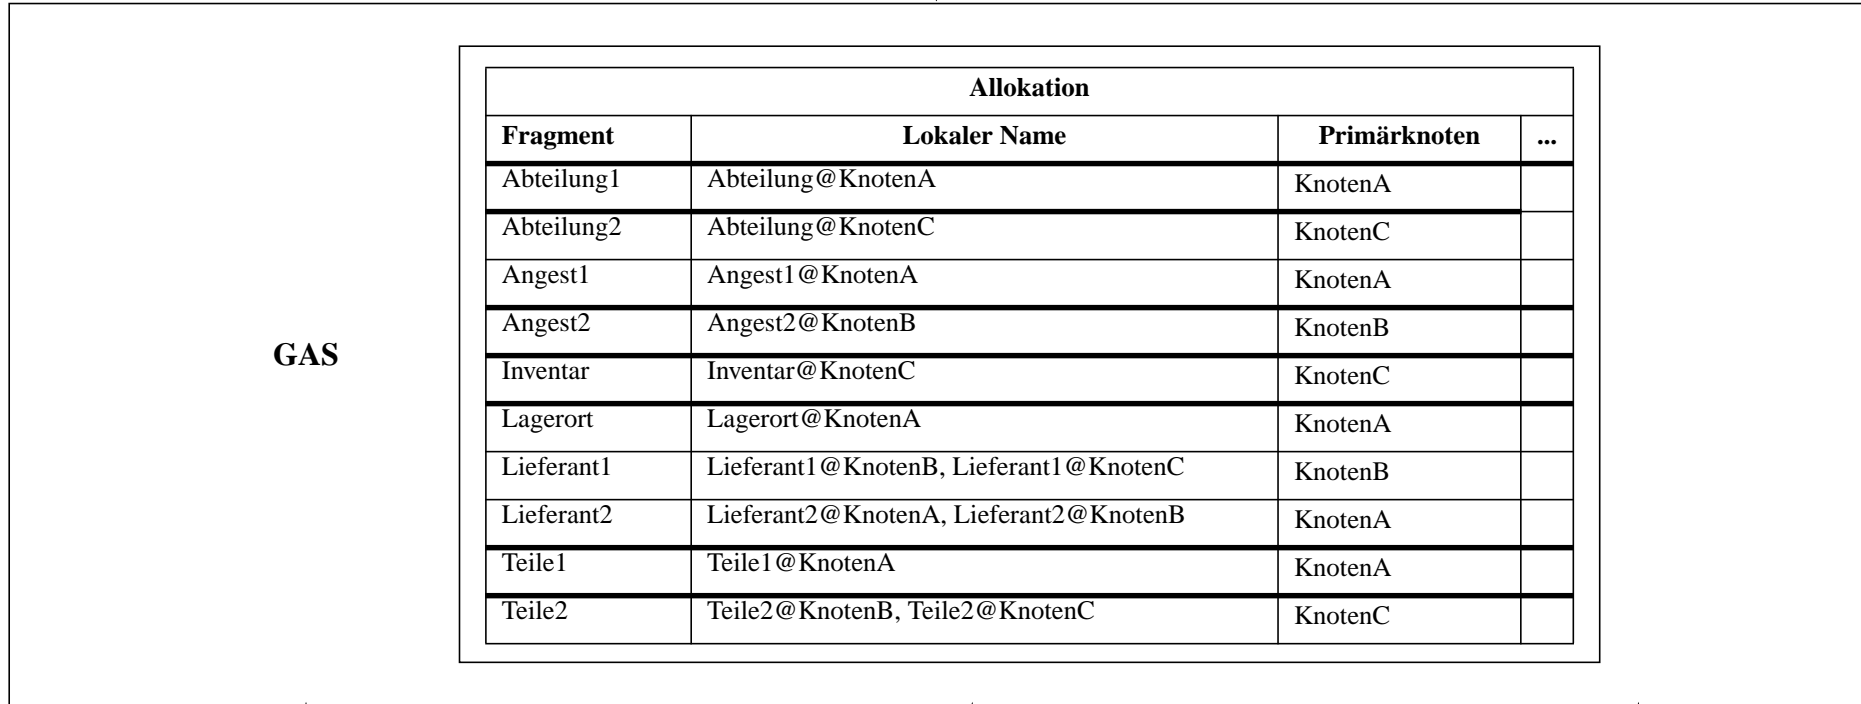 Allokation
Fragment Lokaler Name Primärknoten ...
Abteilung1 Abteilung@KnotenA KnotenA
Abteilung2 Abteilung@KnotenC KnotenC
Angest1 Angest1@KnotenA KnotenA
Angest2 Angest2@KnotenB KnotenB
GAS
Inventar Inventar@KnotenC KnotenC
Lagerort Lagerort@KnotenA KnotenA
Lieferant1 Lieferant1@KnotenB, Lieferant1@KnotenC KnotenB
Lieferant2 Lieferant2@KnotenA, Lieferant2@KnotenB KnotenA
Teile1 Teile1@KnotenA KnotenA
Teile2 Teile2@KnotenB, Teile2@KnotenC KnotenC